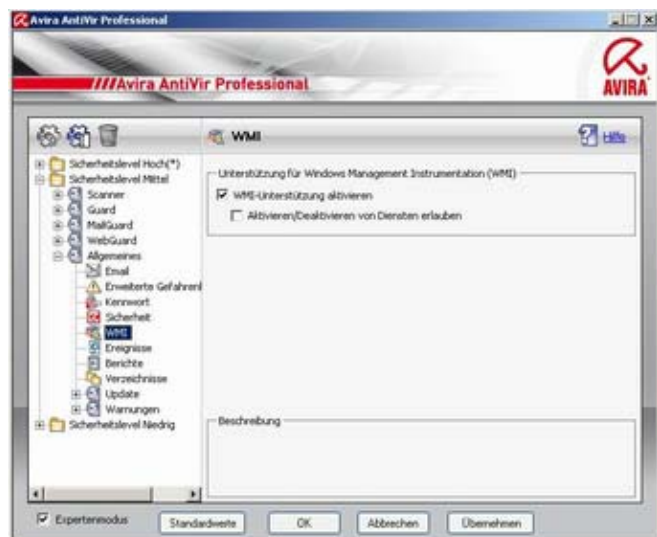 Avira AntiVir Professional
Avira AntiVir Professional
AVIRA
WMI
Hilfe
Sicherheitslevel Hoch(*)
Sicherheitslevel Mittel
Scanner
Guard
MailGuard
WebGuard
Allgemeines
Email
Erweiterte Gefahrenk
Kennwort
Sicherheit
WMI
Ereignisse
Berichte
Verzeichnisse
Update
Warnungen
Sicherheitslevel Niedrig
Unterstützung für Windows Management Instrumentation (WMI)
WMI-Unterstützung aktivieren
Aktivieren/Deaktivieren von Diensten erlauben
Beschreibung
Expertenmodus
Standardwerte
OK
Abbrechen
Übernehmen